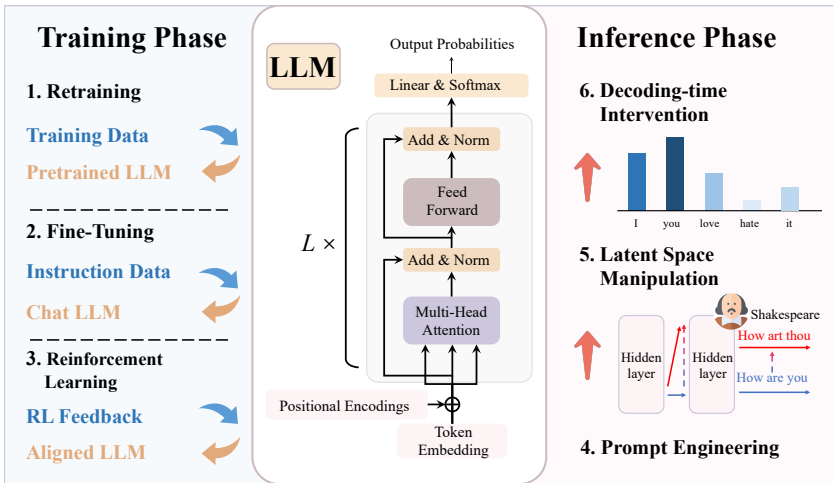 Training Phase
1. Retraining
Training Data
Pretrained LLM
2. Fine-Tuning
Instruction Data
Chat LLM
3. Reinforcement
Learning
RL Feedback
Aligned LLM
LLM
Output Probabilities
Linear & Softmax
Add & Norm
Feed
Forward
L ×
Add & Norm
Multi-Head
Attention
Positional Encodings
Token
Embedding
Inference Phase
6. Decoding-time
Intervention
I you love hate it
5. Latent Space
Manipulation
Shakespeare
Hidden
layer
Hidden
layer
How art thou
How are you
4. Prompt Engineering